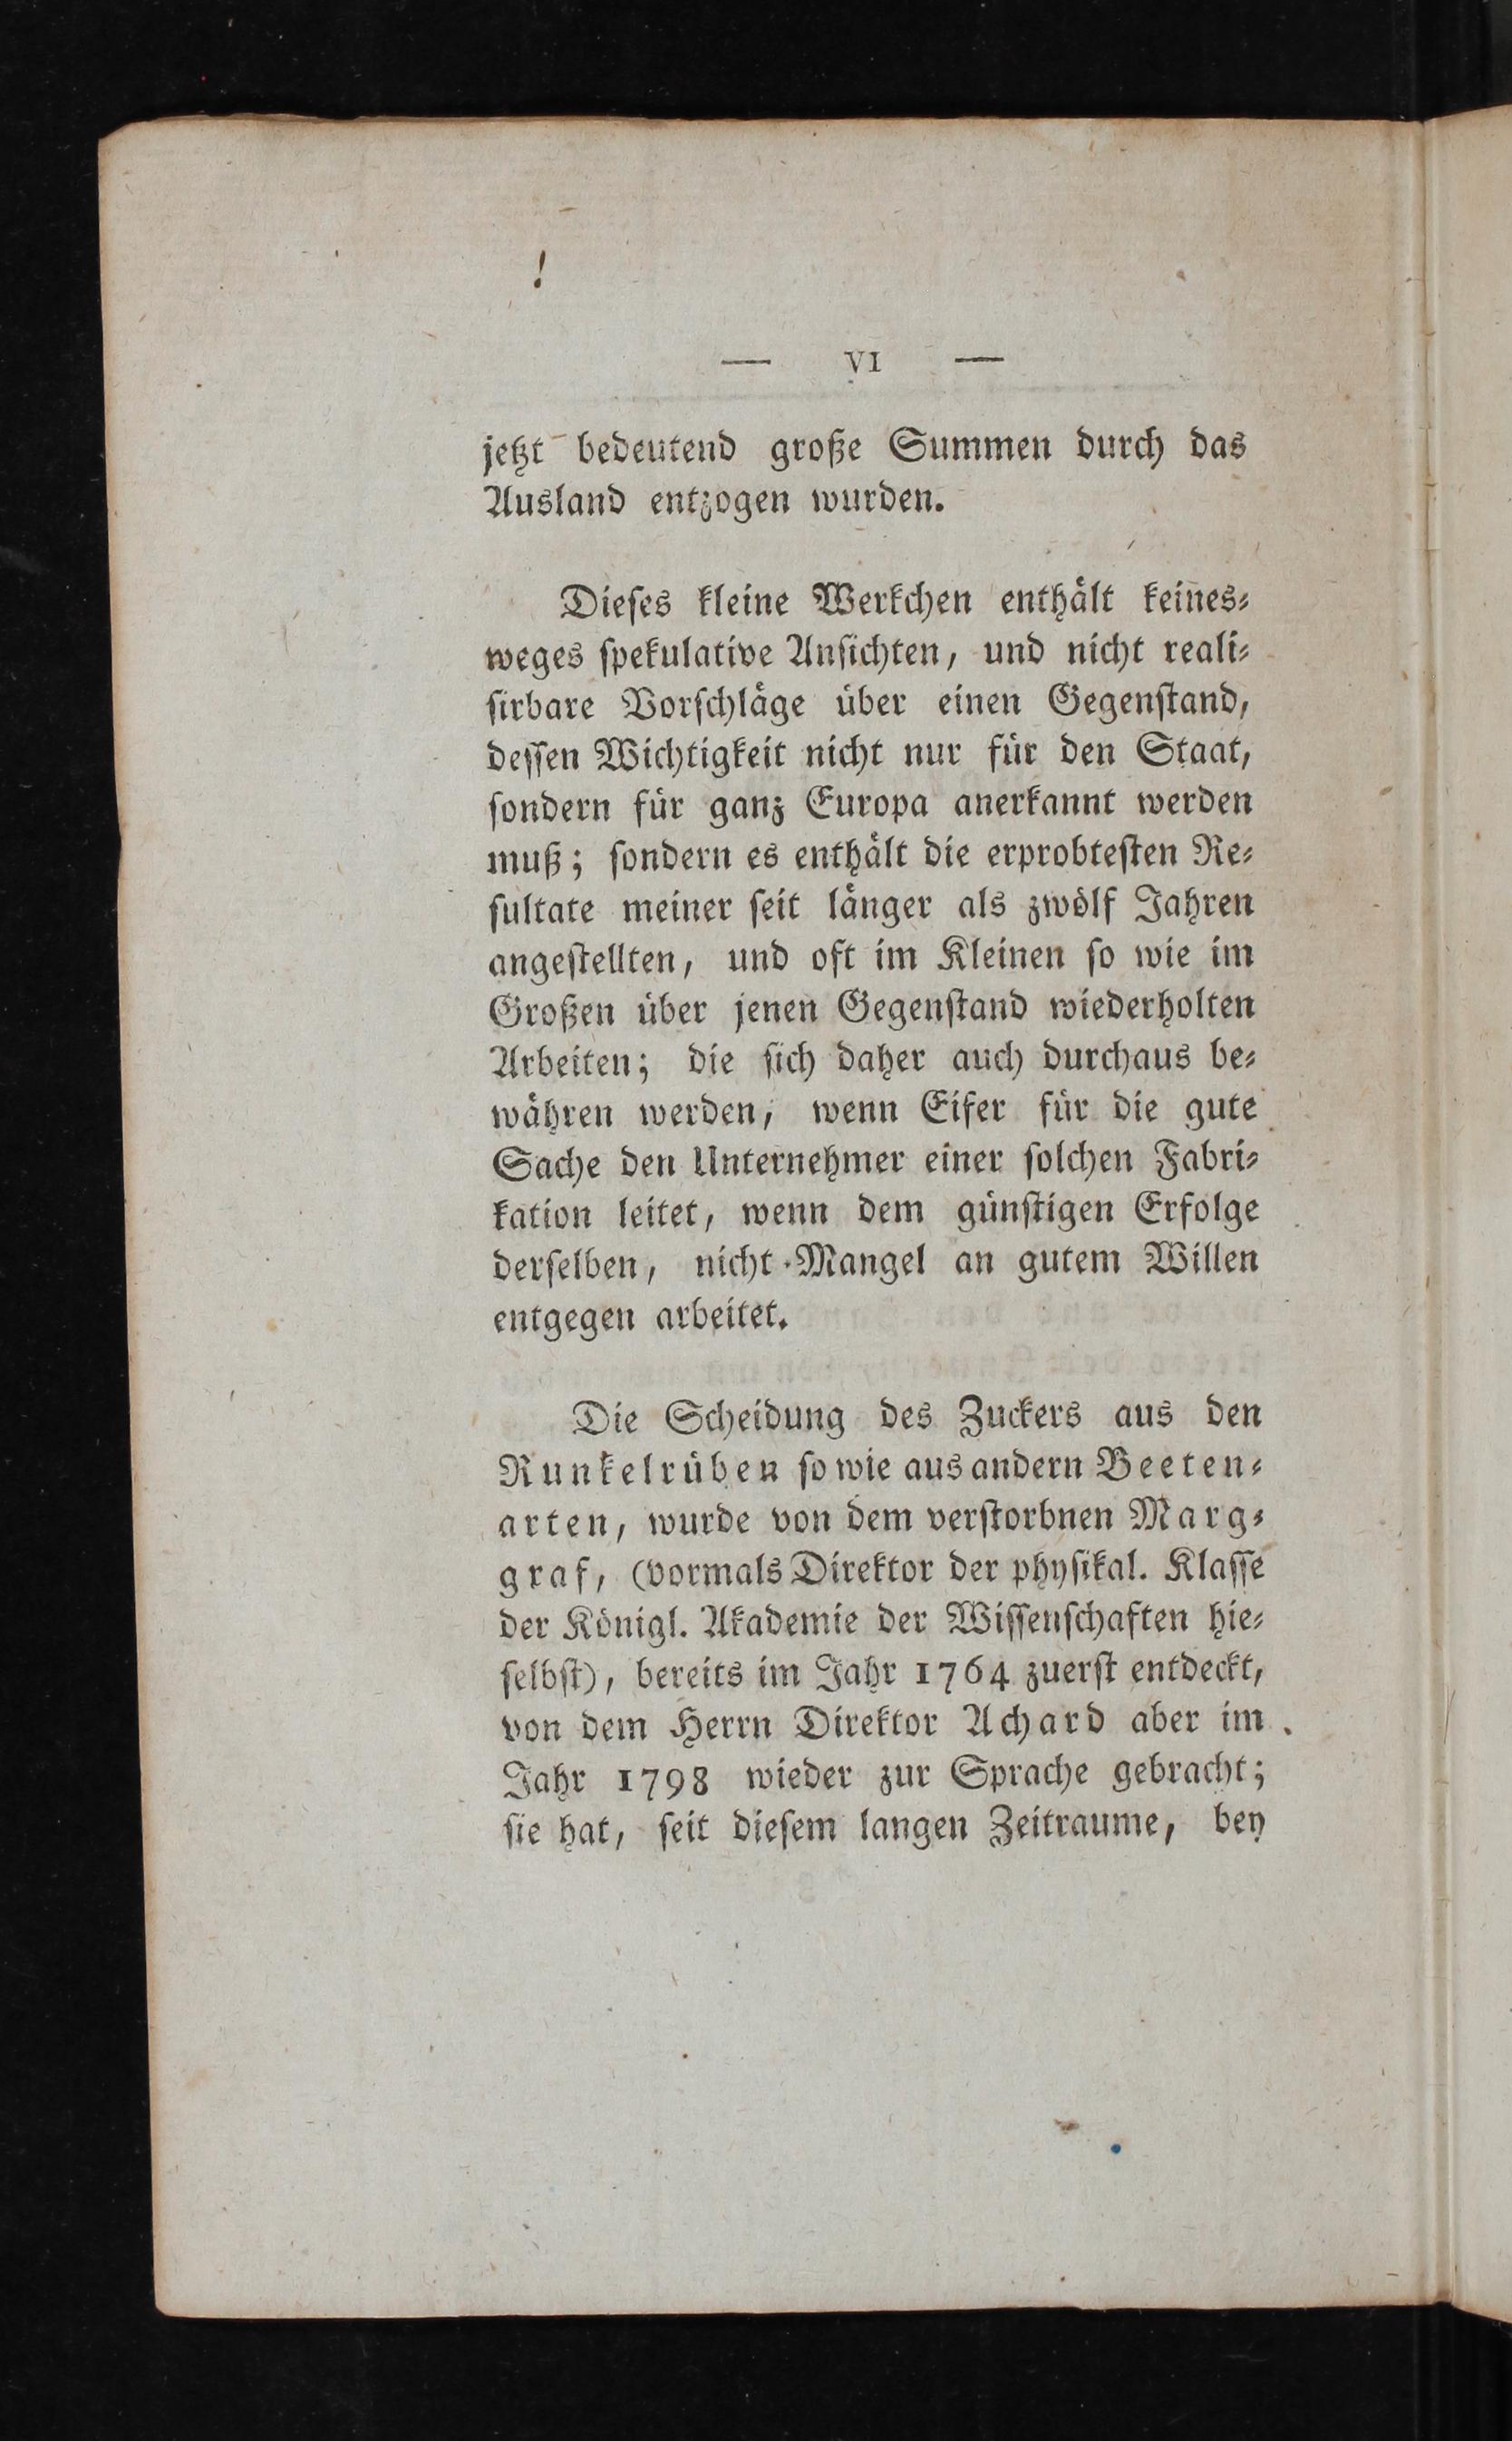 — VI —
jetzt bedeutend große Summen durch das
Ausland entzogen wurden.
Dieſes kleine Werkchen enthält keines⸗
weges ſpekulative Anſichten, und nicht reali⸗
ſirbare Vorſchläge über einen Gegenſtand,
deſſen Wichtigkeit nicht nur für den Staat,
ſondern für ganz Europa anerkannt werden
muß; ſondern es enthält die erprobteſten Re⸗
ſultate meiner ſeit länger als zwölf Jahren
angeſtellten, und oft im Kleinen ſo wie im
Großen über jenen Gegenſtand wiederholten
Arbeiten; die ſich daher auch durchaus be⸗
währen werden, wenn Eifer für die gute
Sache den Unternehmer einer ſolchen Fabri⸗
kation leitet, wenn dem günſtigen Erfolge
derſelben, nicht Mangel an gutem Willen
entgegen arbeitet.
Die Scheidung des Zuckers aus den
Runkelrüben ſo wie aus andern Beeten⸗
arten, wurde von dem verſtorbnen Marg⸗
graf, (vormals Direktor der phyſikal. Klaſſe
der Königl. Akademie der Wiſſenſchaften hie⸗
ſelbſt), bereits im Jahr 1764 zuerſt entdeckt,
von dem Herrn Direktor Achard aber im
Jahr 1798 wieder zur Sprache gebracht;
ſie hat, ſeit dieſem langen Zeitraume, bey